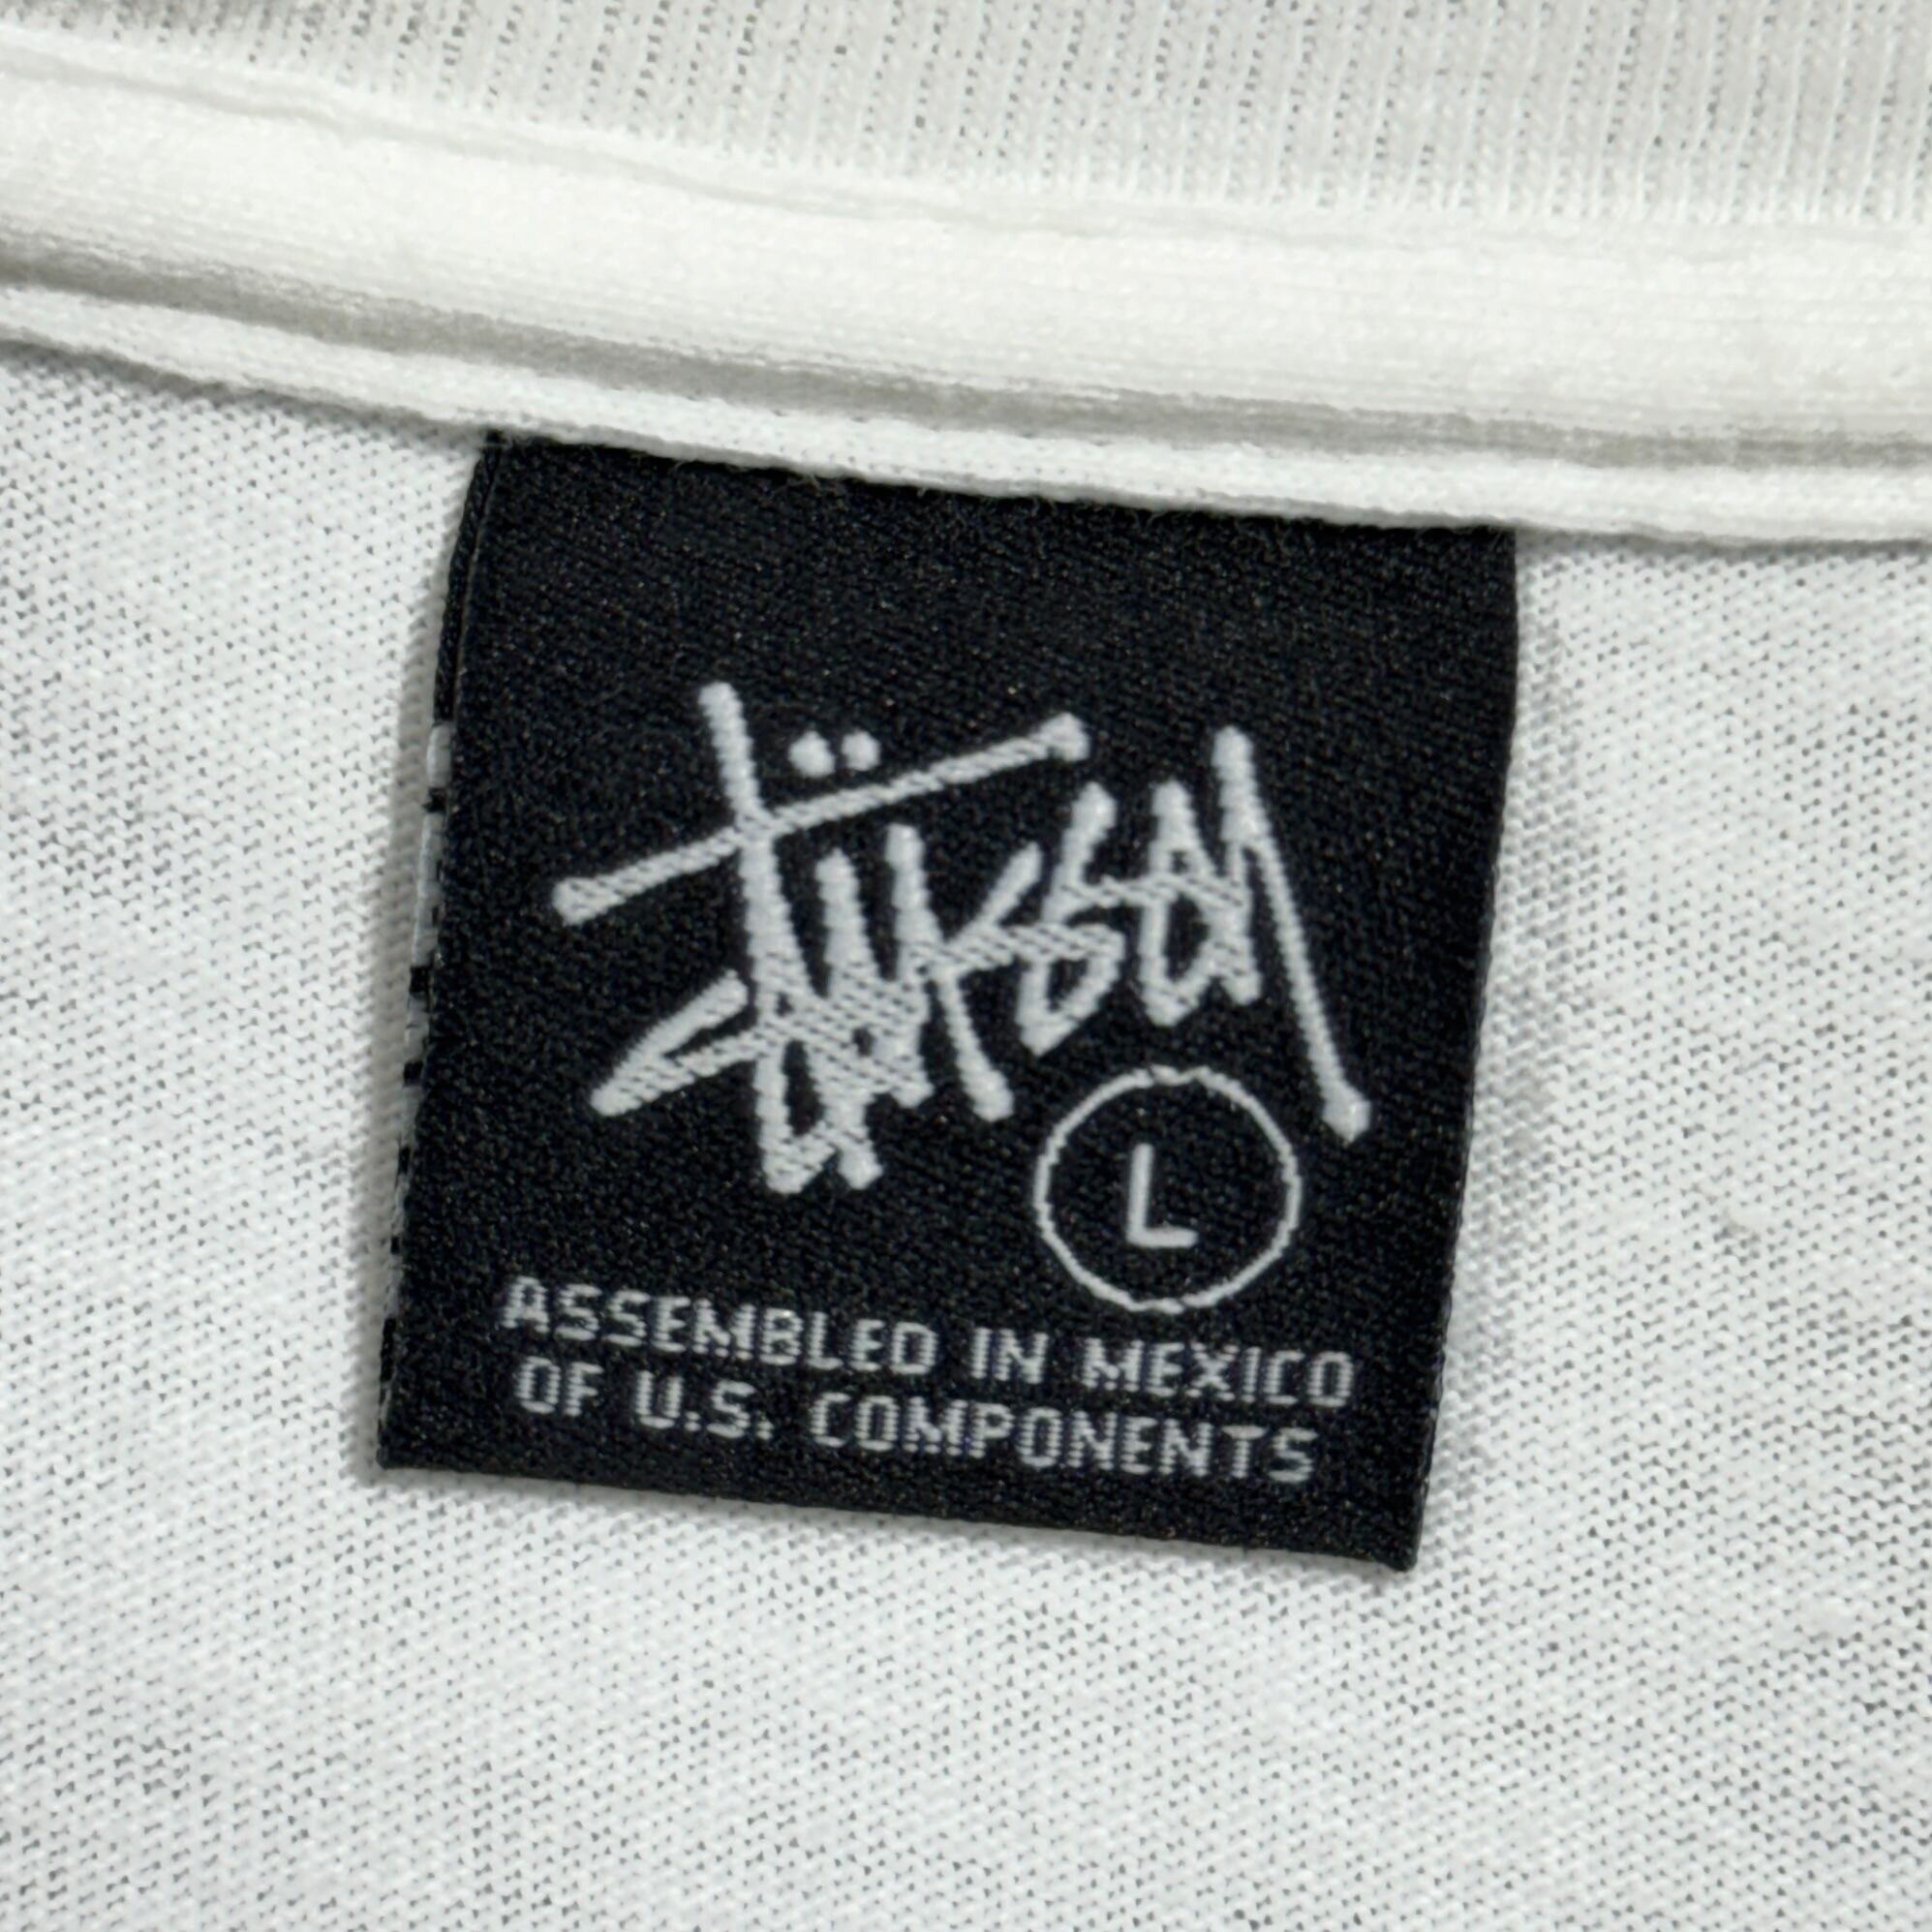 Stüssy
L
ASSEMBLED IN MEXICO
OF U.S. COMPONENTS